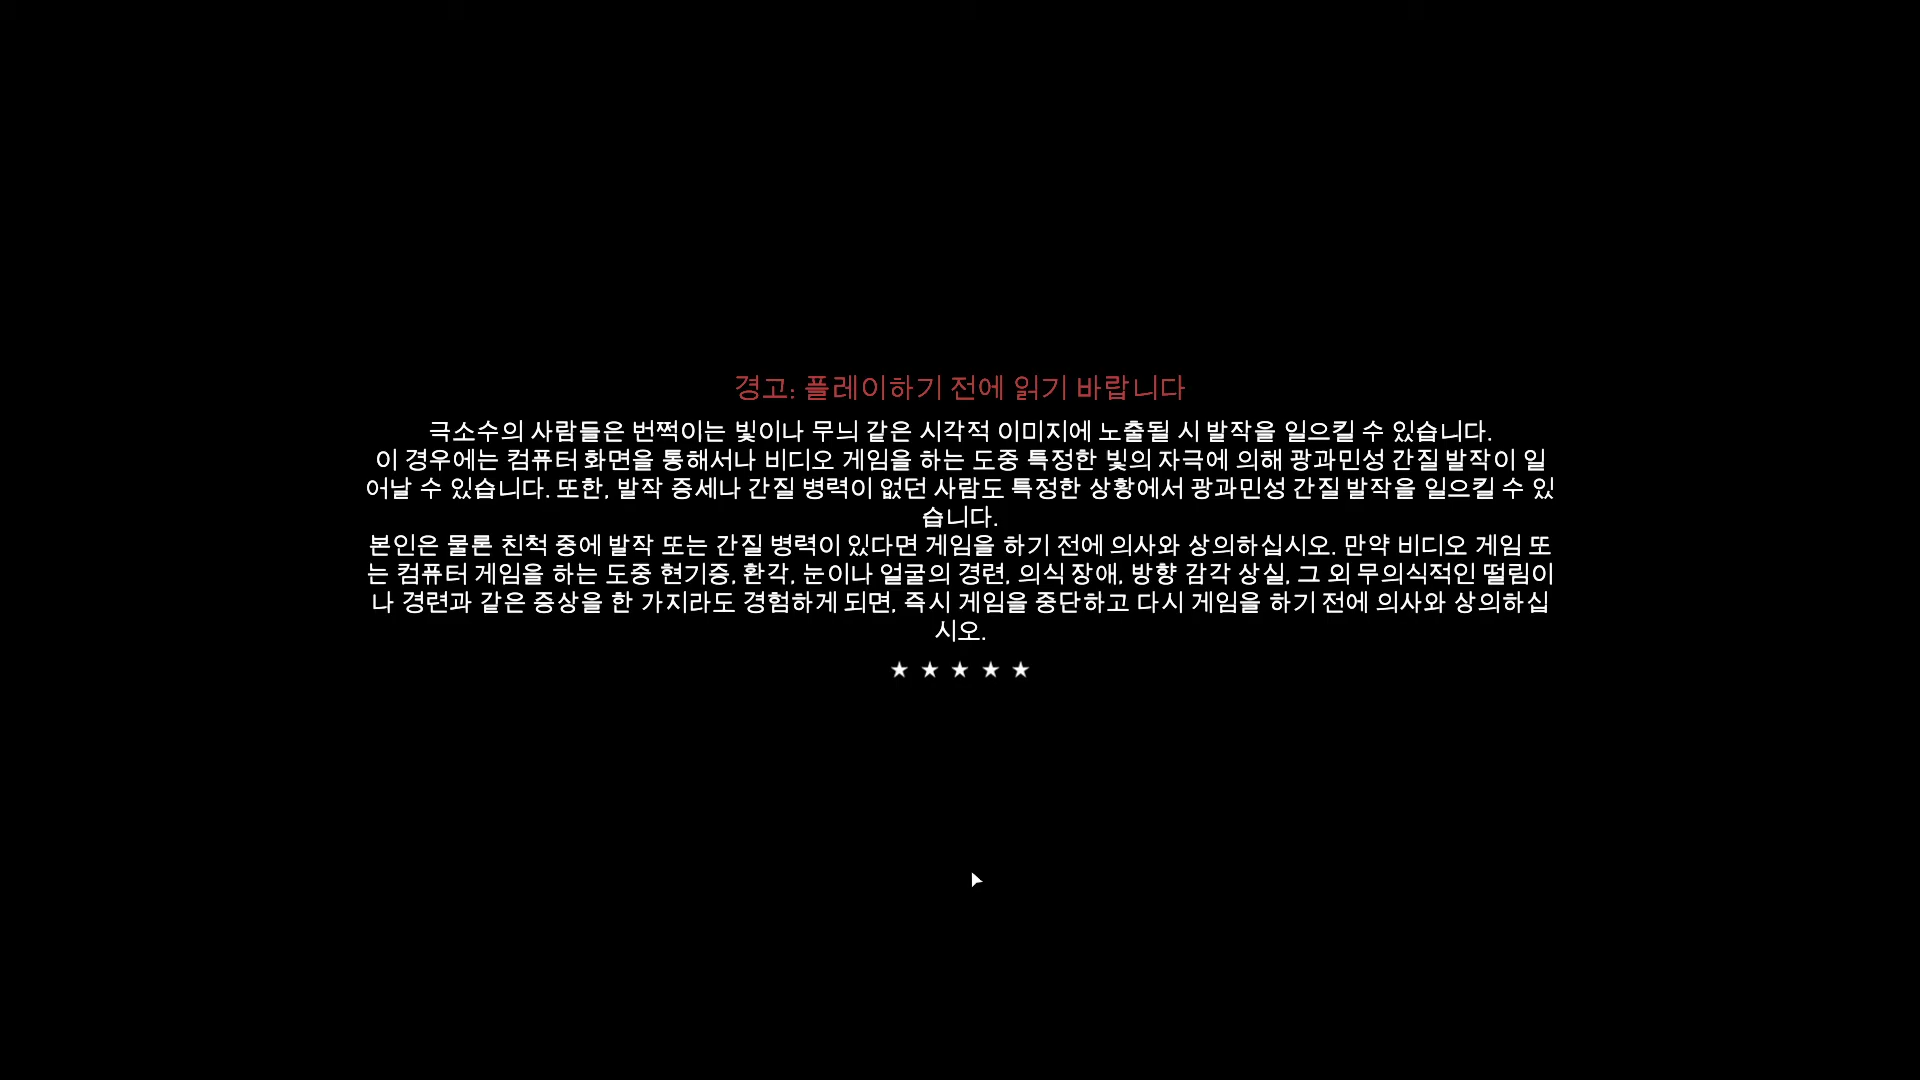 경고: 플레이하기 전에 읽기 바랍니다
극소수의 사람들은 번쩍이는 빛이나 무늬 같은 시각적 이미지에 노출될 시 발작을 일으킬 수 있습니다.
이 경우에는 컴퓨터 화면을 통해서나 비디오 게임을 하는 도중 특정한 빛의 자극에 의해 광과민성 간질 발작이 일
어날 수 있습니다. 또한, 발작 증세나 간질 병력이 없던 사람도 특정한 상황에서 광과민성 간질 발작을 일으킬 수 있
습니다.
본인은 물론 친척 중에 발작 또는 간질 병력이 있다면 게임을 하기 전에 의사와 상의하십시오. 만약 비디오 게임 또
는 컴퓨터 게임을 하는 도중 현기증, 환각, 눈이나 얼굴의 경련, 의식 장애, 방향 감각 상실, 그 외 무의식적인 떨림이
나 경련과 같은 증상을 한 가지라도 경험하게 되면, 즉시 게임을 중단하고 다시 게임을 하기 전에 의사와 상의하십
시오.
★ ★ ★ ★ ★